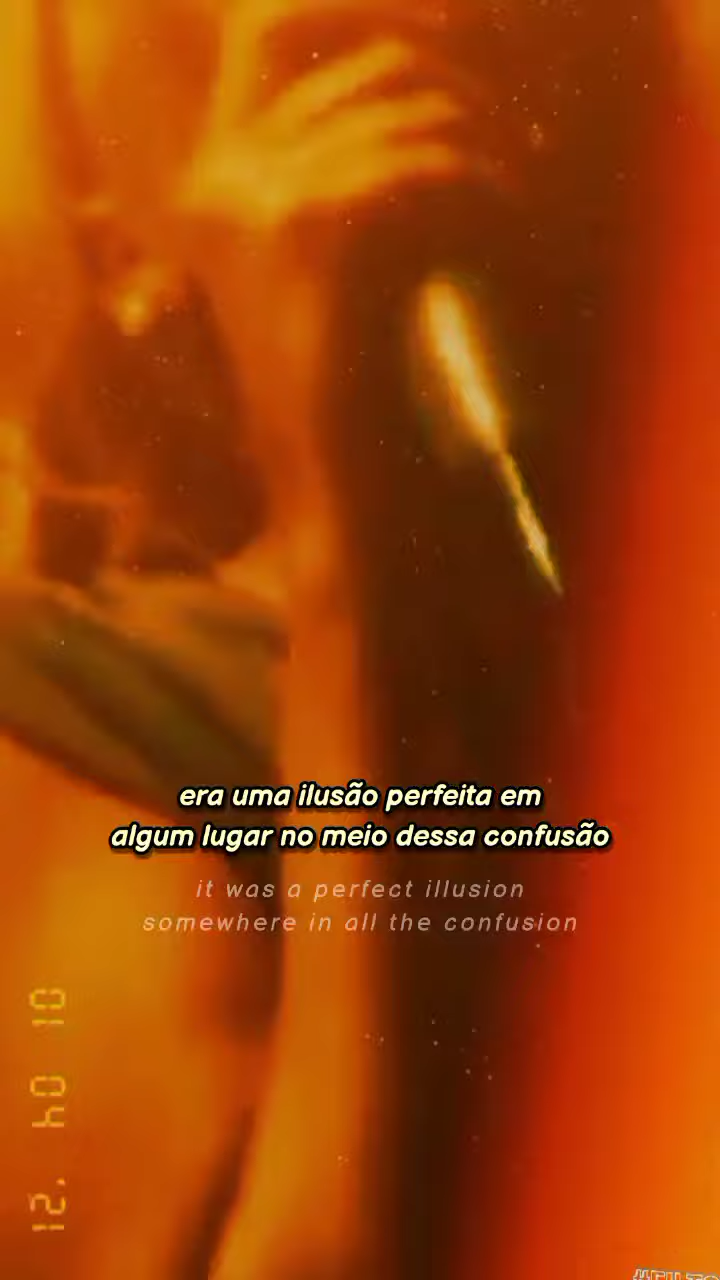 era uma ilusão perfeita em
algum lugar no meio dessa confusão
it was a perfect illusion
somewhere in all the confusion
12. 04 10